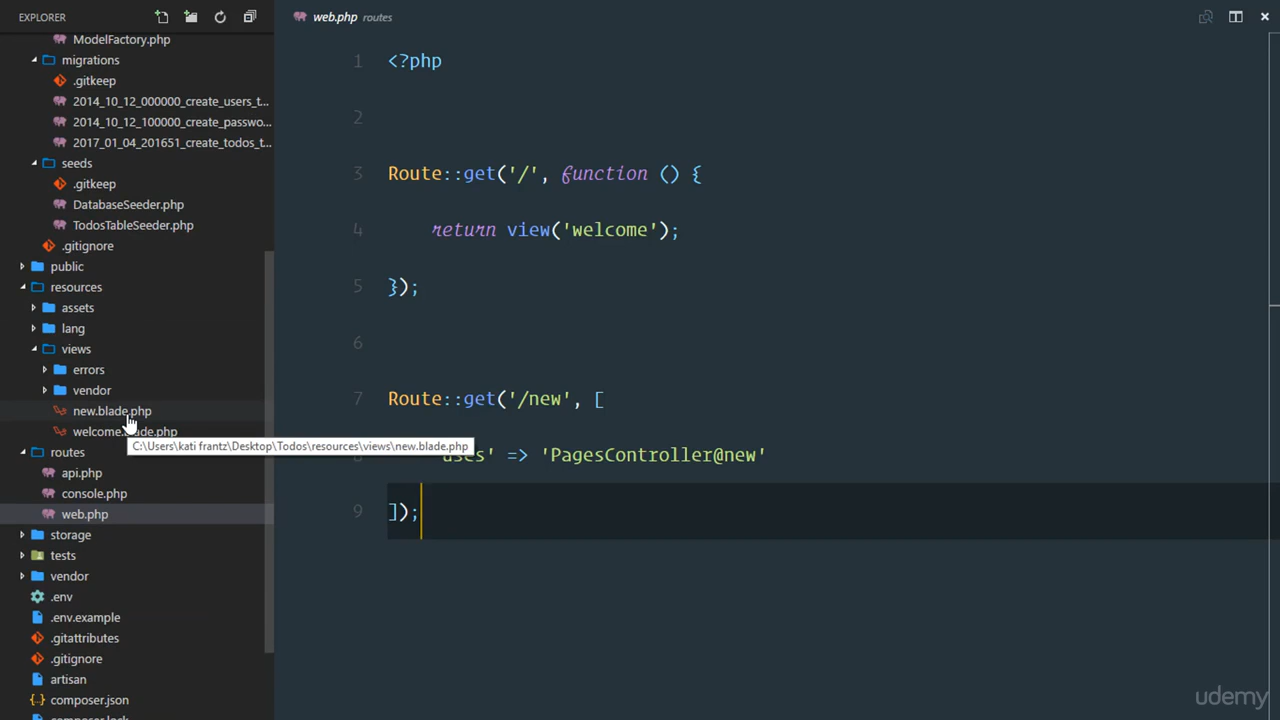 EXPLORER
ModelFactory.php
migrations
.gitkeep
2014_10_12_000000_create_users_t...
2014_10_12_100000_create_passwo...
2017_01_04_201651_create_todos_t...
seeds
.gitkeep
DatabaseSeeder.php
TodosTableSeeder.php
.gitignore
public
resources
assets
lang
views
errors
vendor
new.blade.php
welcome.blade.php
C:\Users\kati frantz\Desktop\Todos\resources\views\new.blade.php
routes
api.php
console.php
web.php
storage
tests
vendor
.env
.env.example
.gitattributes
.gitignore
artisan
composer.json
composer.lock
web.php routes
1 <?php
2
3 Route::get('/', function () {
4 return view('welcome');
5 });
6
7 Route::get('/new', [
8 'uses' => 'PagesController@new'
9 ]);
udemy